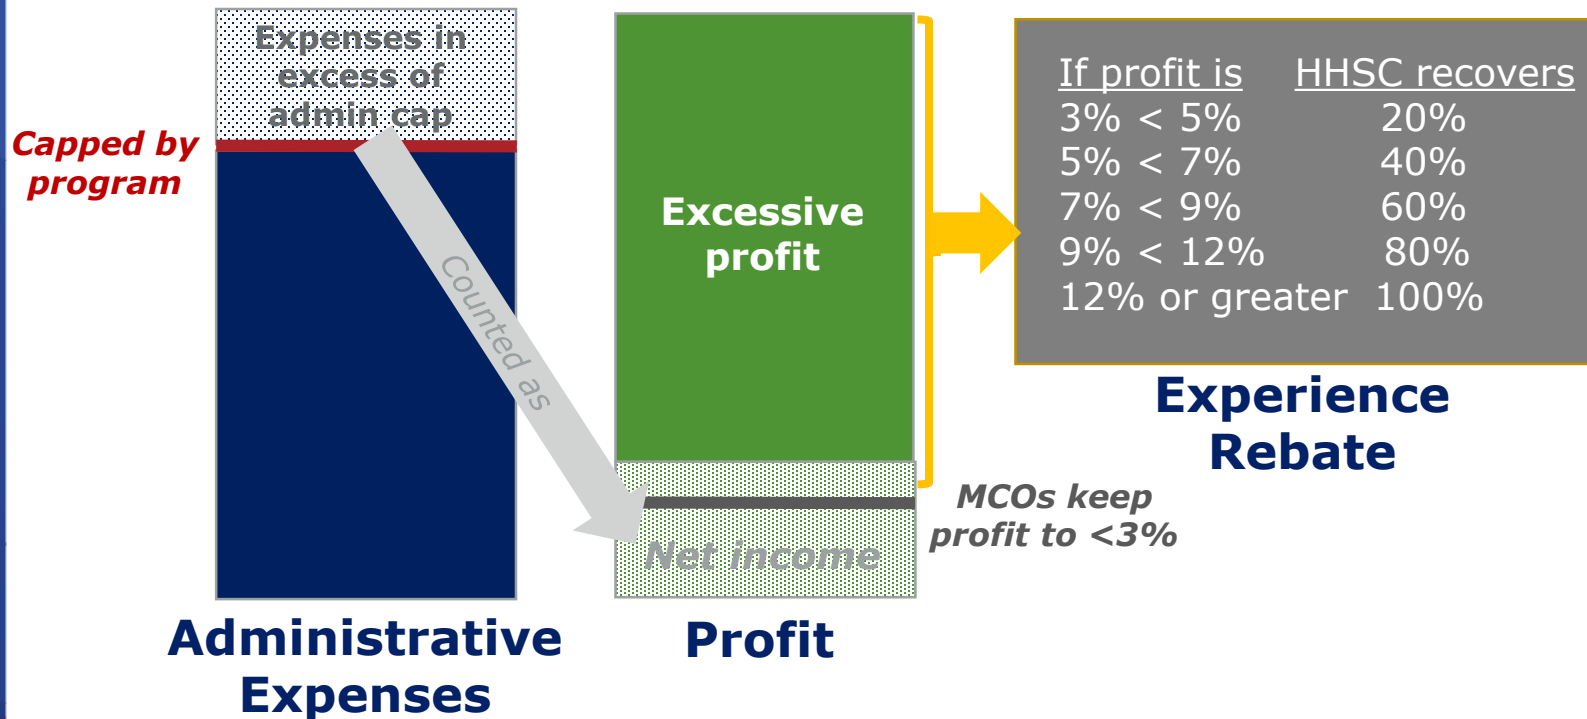 Expenses in
excess of
admin cap
Capped by
program
Counted as
Administrative
Expenses
Excessive
profit
Net income
Profit
MCOs keep
profit to <3%
If profit is HHSC recovers
3% < 5% 20%
5% < 7% 40%
7% < 9% 60%
9% < 12% 80%
12% or greater 100%
Experience
Rebate